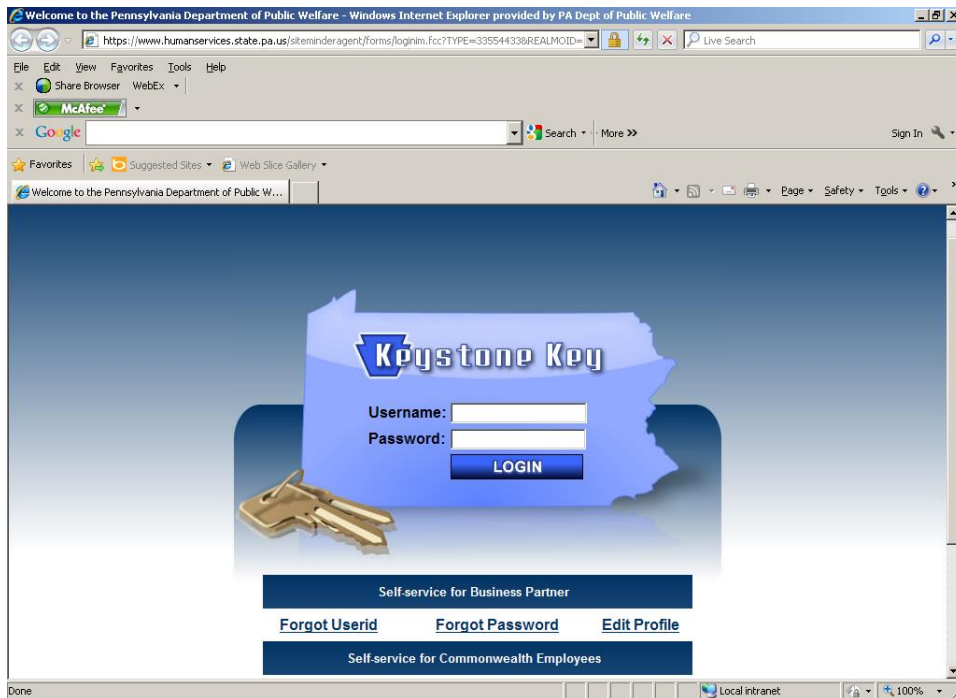 Welcome to the Pennsylvania Department of Public Welfare - Windows Internet Explorer provided by PA Dept of Public Welfare
https://www.humanservices.state.pa.us/siteminderagent/forms/loginim.fcc?TYPE=33554433&REALMOID=
Live Search
File Edit View Favorites Tools Help
x Share Browser WebEx
x McAfee
x Google Search More >> Sign In
Favorites Suggested Sites Web Slice Gallery
Welcome to the Pennsylvania Department of Public W... Page Safety Tools
Keystone Key
Username:
Password:
LOGIN
Self-service for Business Partner
Forgot Userid Forgot Password Edit Profile
Self-service for Commonwealth Employees
Done Local intranet 100%